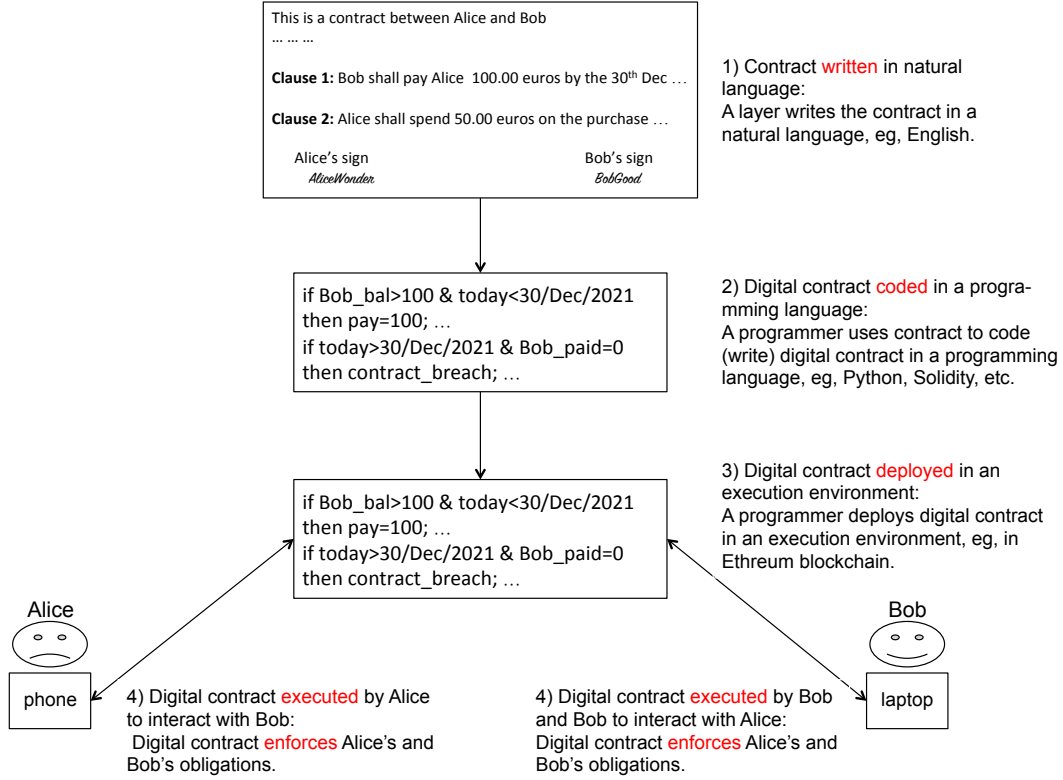 This is a contract between Alice and Bob
... ... ...
Clause 1: Bob shall pay Alice 100.00 euros by the 30th Dec ...
Clause 2: Alice shall spend 50.00 euros on the purchase ...
Alice's sign
AliceWonder
Bob's sign
BobGood
1) Contract written in natural
language:
A layer writes the contract in a
natural language, eg, English.
if Bob_bal>100 & today<30/Dec/2021
then pay=100; ...
if today>30/Dec/2021 & Bob_paid=0
then contract_breach; ...
2) Digital contract coded in a progra-
mming language:
A programmer uses contract to code
(write) digital contract in a programming
language, eg, Python, Solidity, etc.
if Bob_bal>100 & today<30/Dec/2021
then pay=100; ...
if today>30/Dec/2021 & Bob_paid=0
then contract_breach; ...
3) Digital contract deployed in an
execution environment:
A programmer deploys digital contract
in an execution environment, eg, in
Ethreum blockchain.
Alice
phone
4) Digital contract executed by Alice
to interact with Bob:
Digital contract enforces Alice's and
Bob's obligations.
4) Digital contract executed by Bob
and Bob to interact with Alice:
Digital contract enforces Alice's and
Bob's obligations.
Bob
laptop